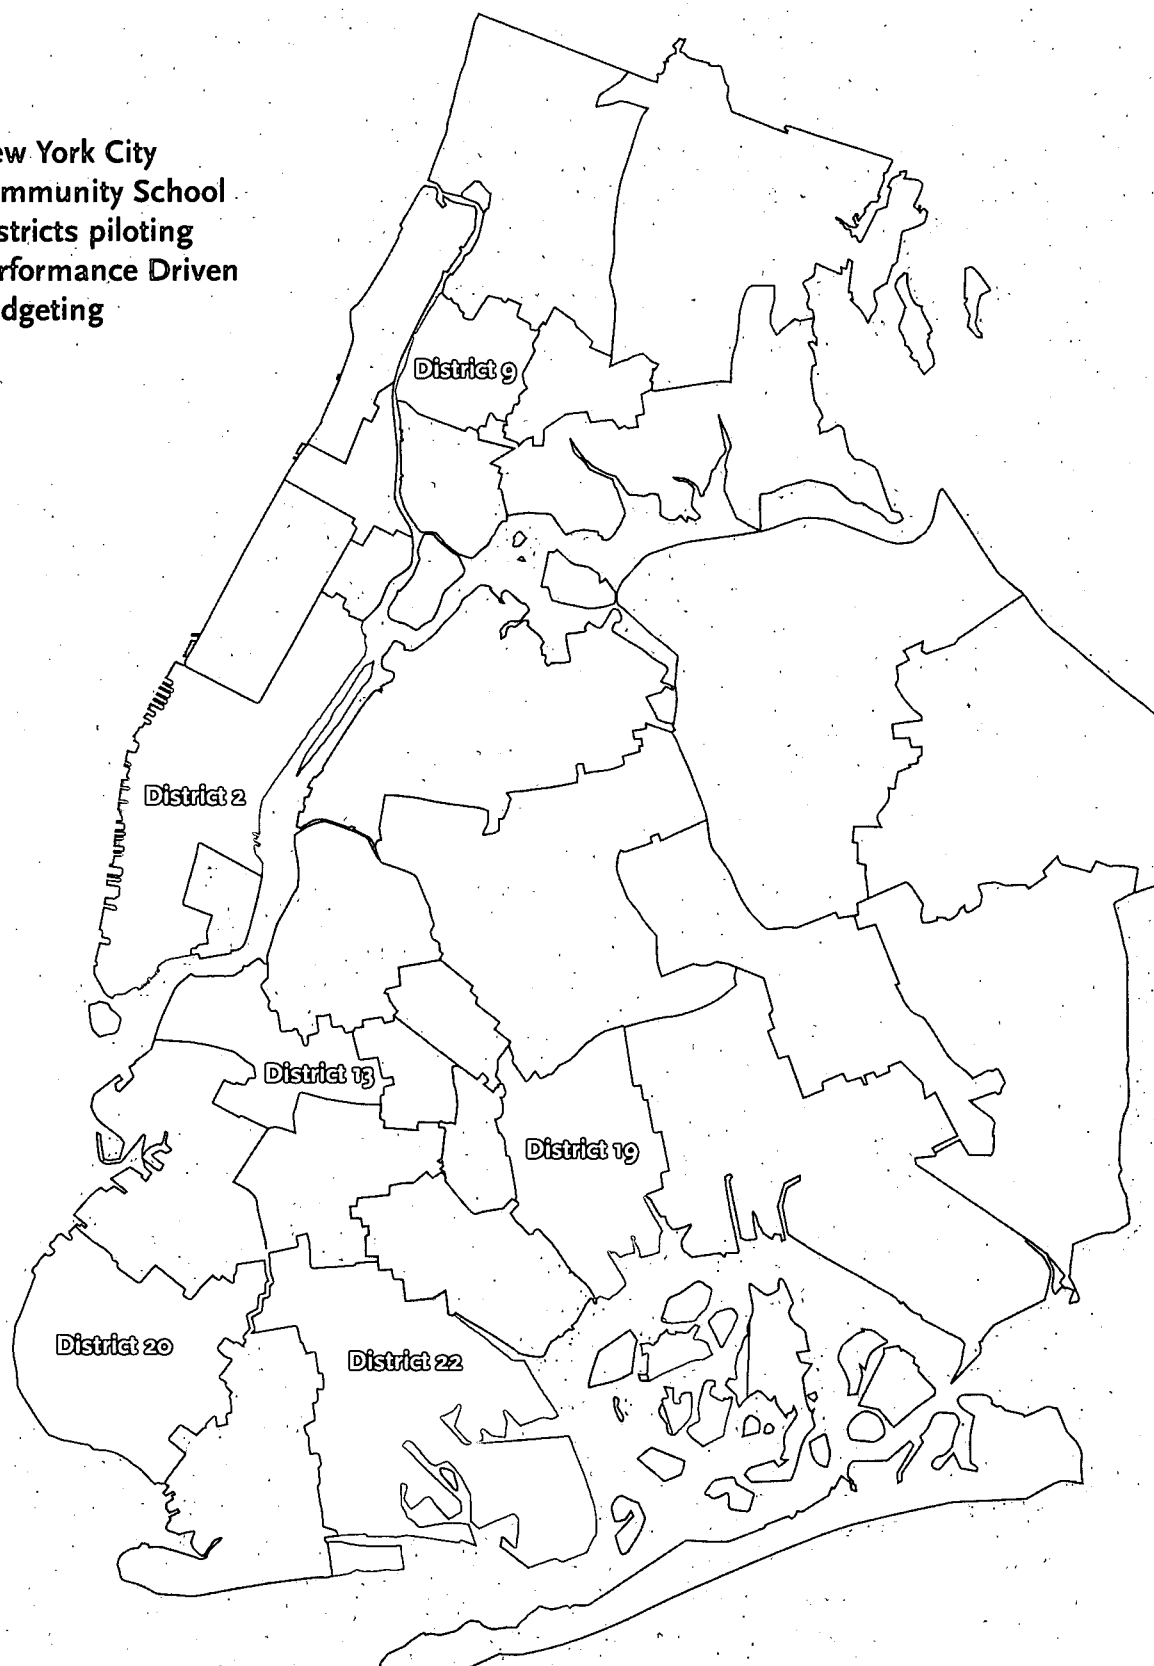 ew York City
mmunity School
stricts piloting
rformance Driven
dgeting
District 9
District 2
District 13
District 19
District 20
District 22